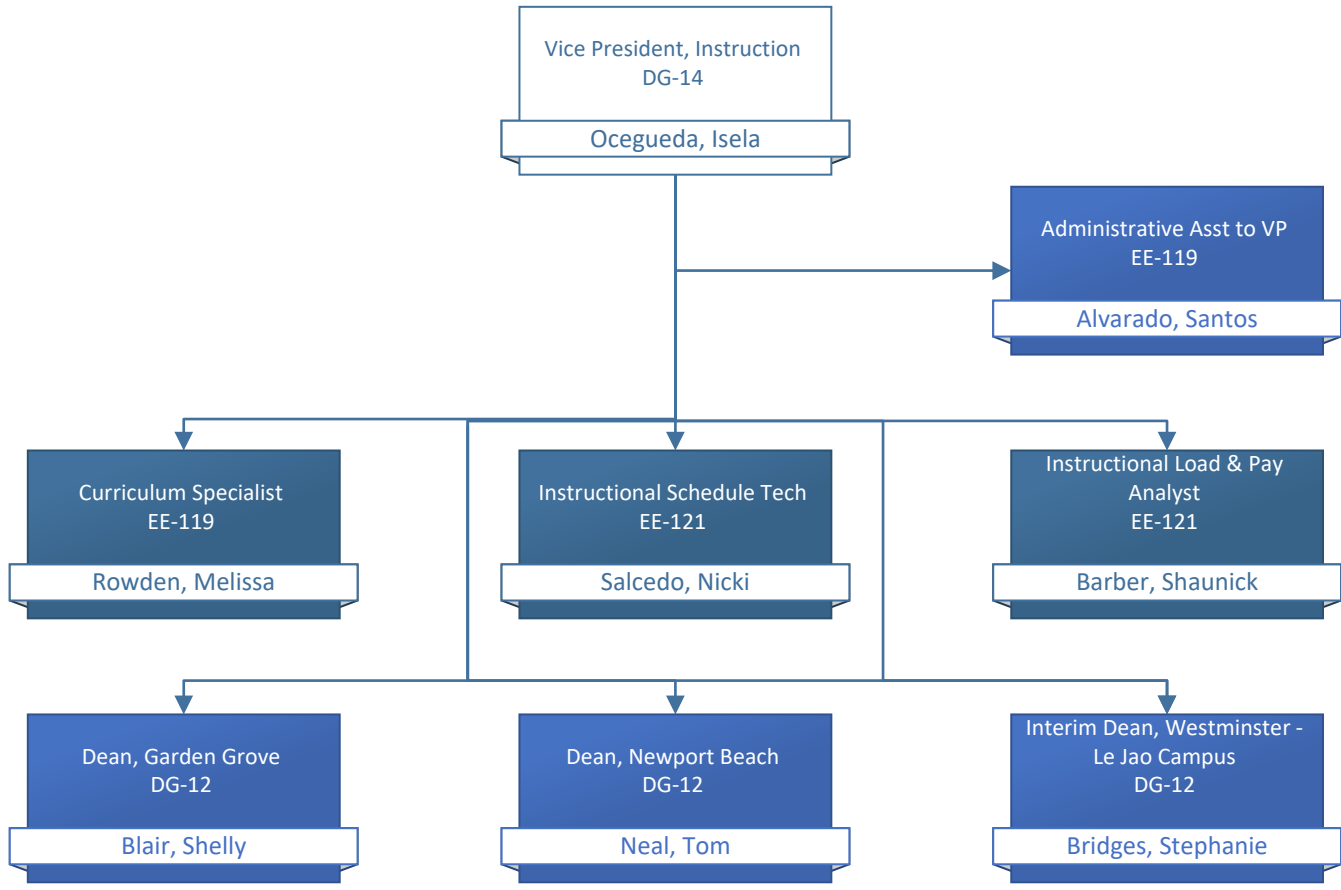 Vice President, Instruction
DG-14
Ocegueda, Isela
Administrative Asst to VP
EE-119
Alvarado, Santos
Curriculum Specialist
EE-119
Rowden, Melissa
Instructional Schedule Tech
EE-121
Salcedo, Nicki
Instructional Load & Pay
Analyst
EE-121
Barber, Shaunick
Dean, Garden Grove
DG-12
Blair, Shelly
Dean, Newport Beach
DG-12
Neal, Tom
Interim Dean, Westminster -
Le Jao Campus
DG-12
Bridges, Stephanie